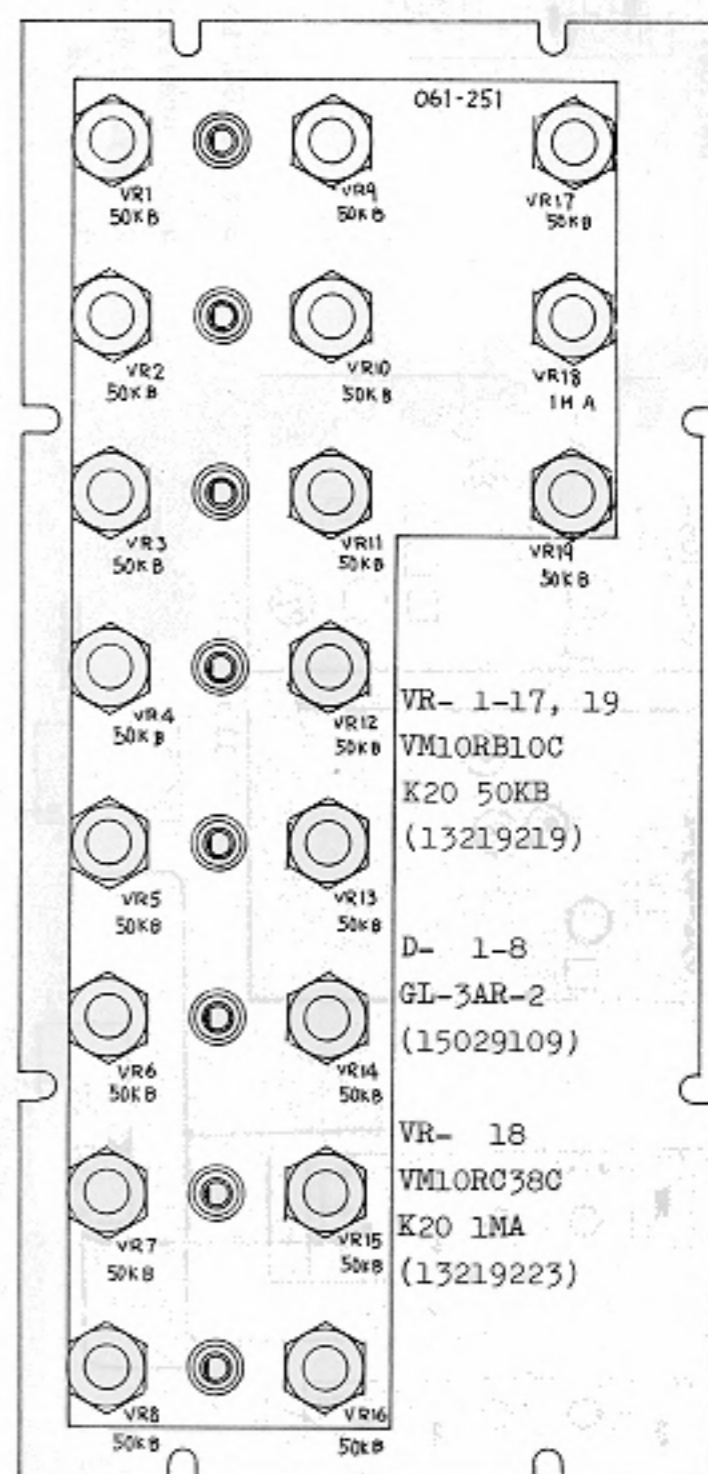 061-251
VR1
50KB
VR9
50KB
VR17
50KB
VR2
50KB
VR10
50KB
VR18
1M A
VR3
50KB
VR11
50KB
VR19
50KB
VR4
50KB
VR12
50KB
VR- 1-17, 19
VM10RB10C
K20 50KB
(13219219)
VR5
50KB
VR13
50KB
D- 1-8
GL-3AR-2
(15029109)
VR6
50KB
VR14
50KB
VR- 18
VM10RC38C
K20 1MA
(13219223)
VR7
50KB
VR15
50KB
VR8
50KB
VR16
50KB